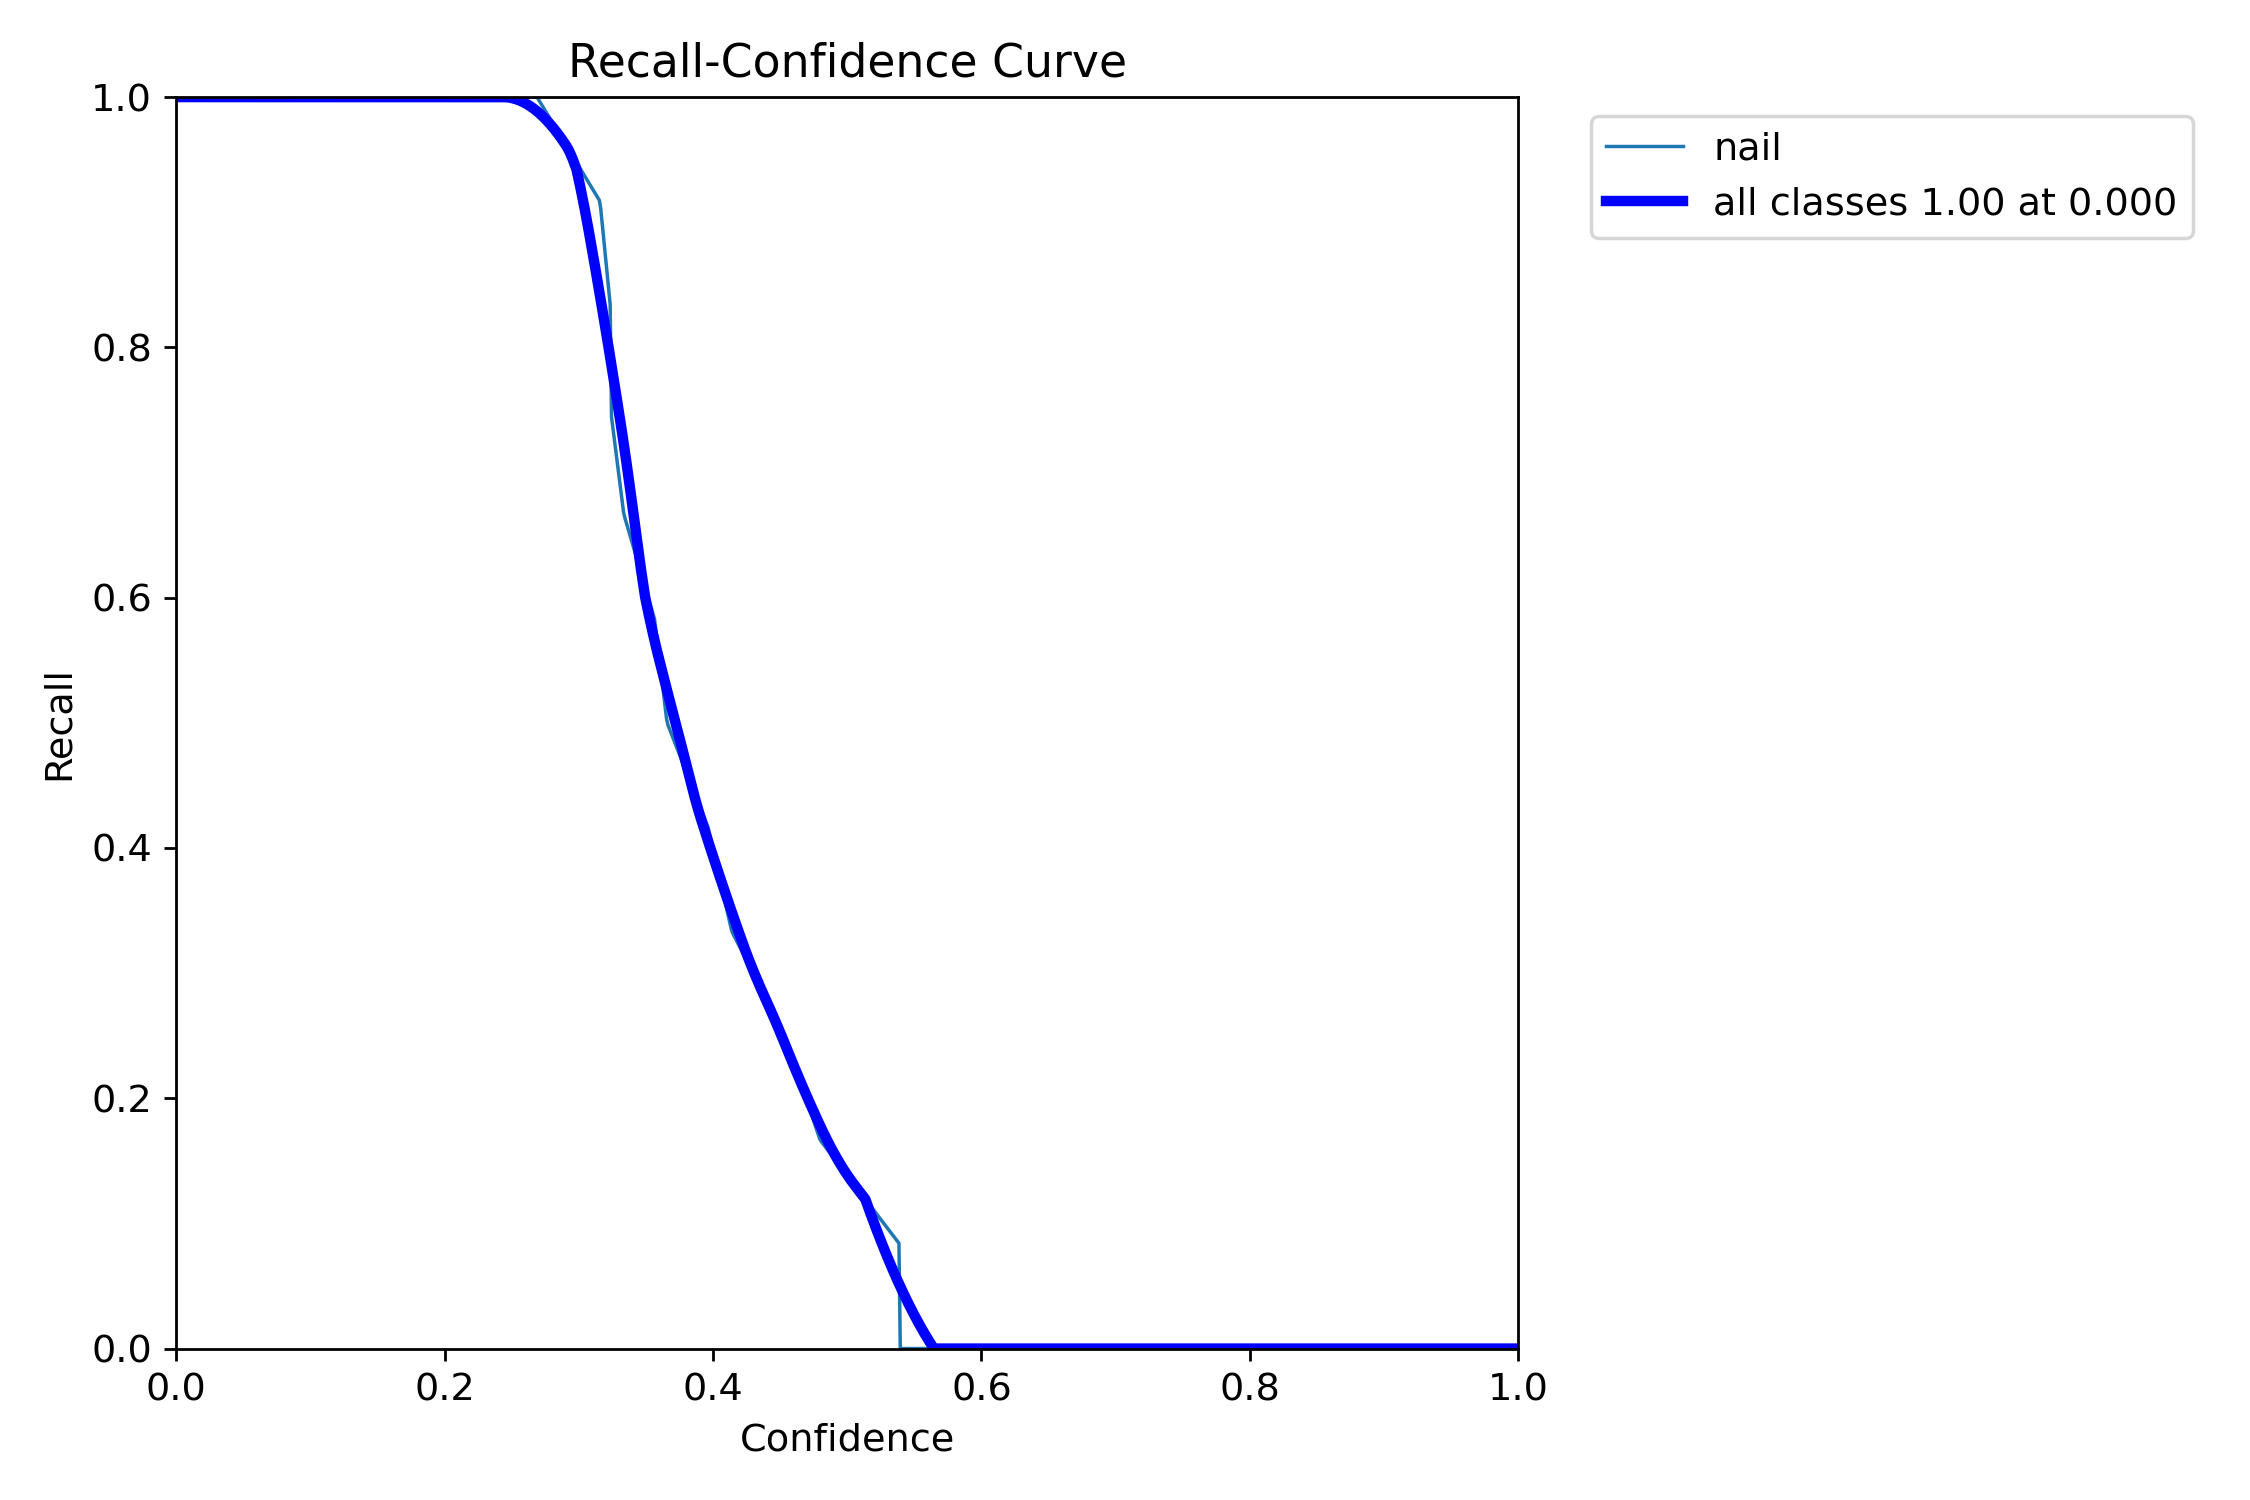 Recall-Confidence Curve
1.0
0.8
0.6
0.4
0.2
0.0
Recall
0.0 0.2 0.4 0.6 0.8 1.0
Confidence
nail
all classes 1.00 at 0.000